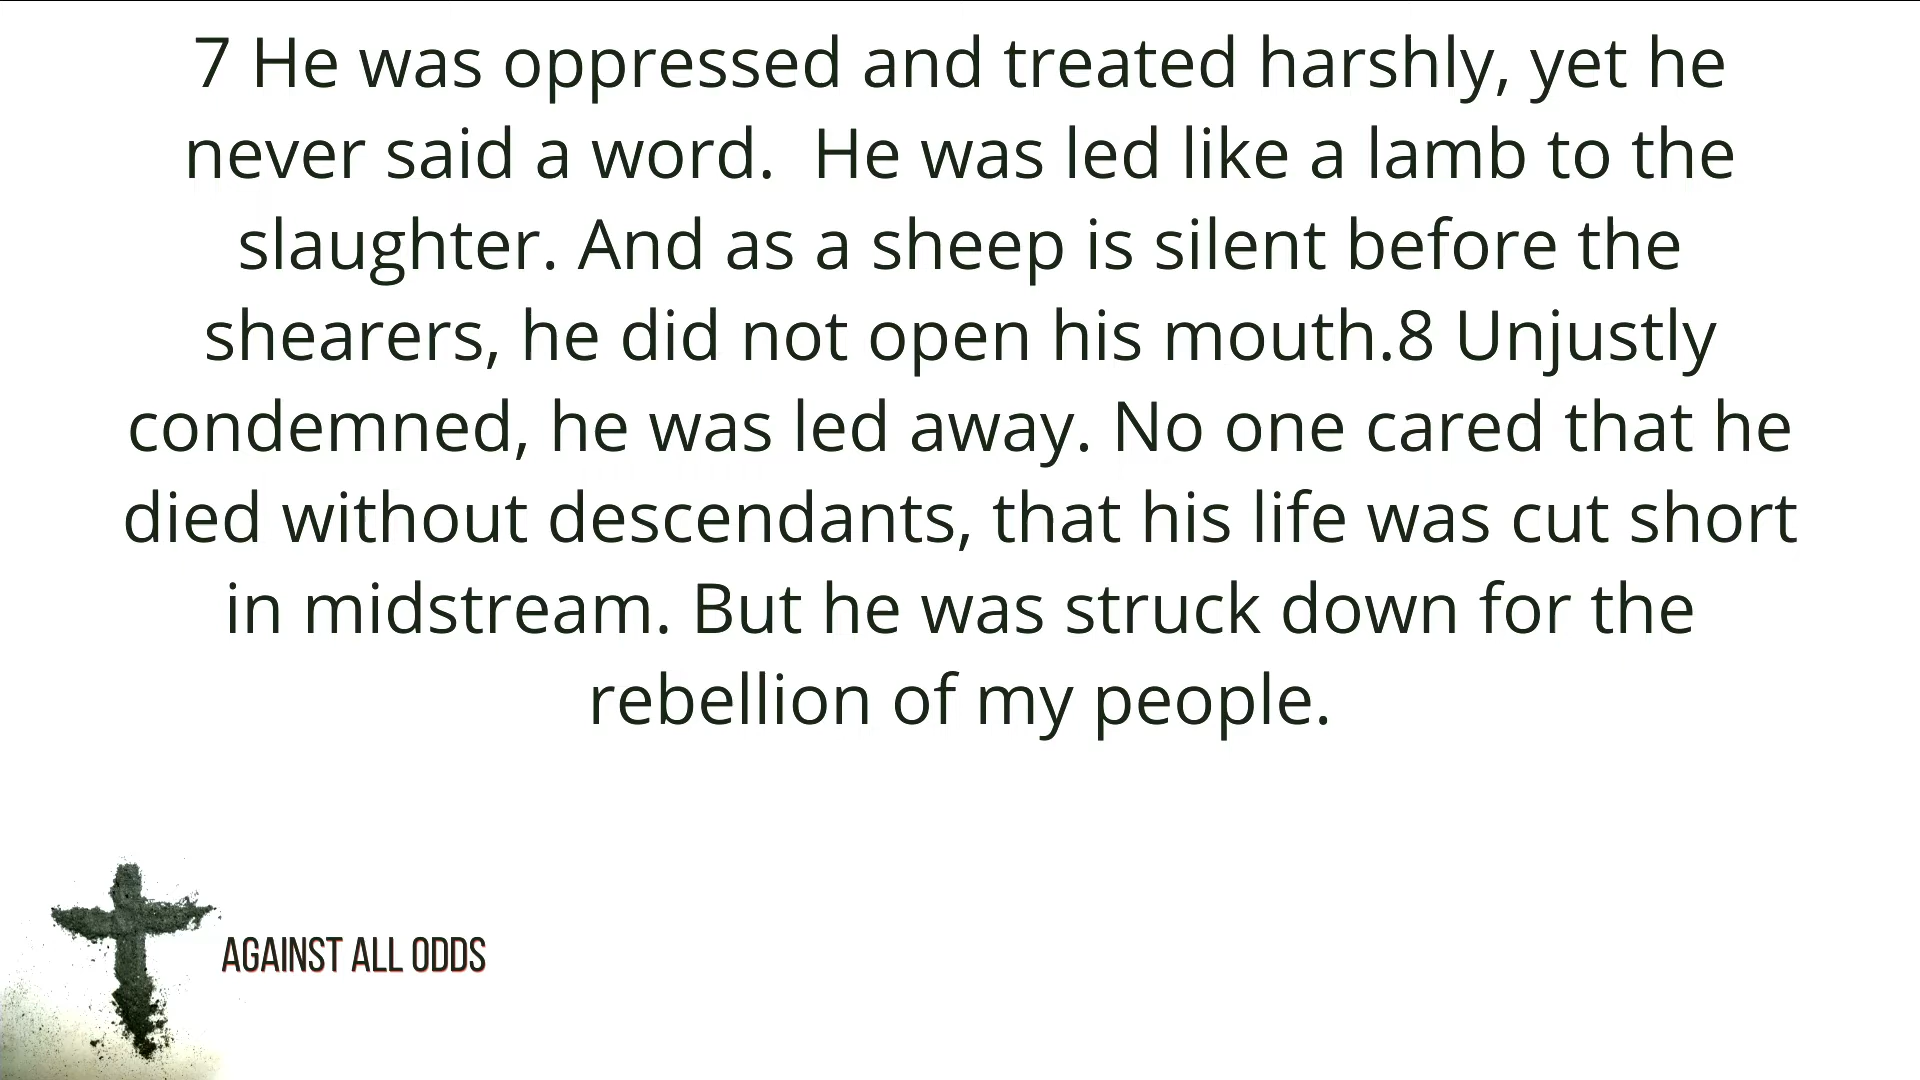 7 He was oppressed and treated harshly, yet he
never said a word.  He was led like a lamb to the
slaughter. And as a sheep is silent before the
shearers, he did not open his mouth.8 Unjustly
condemned, he was led away. No one cared that he
died without descendants, that his life was cut short
in midstream. But he was struck down for the
rebellion of my people.
AGAINST ALL ODDS